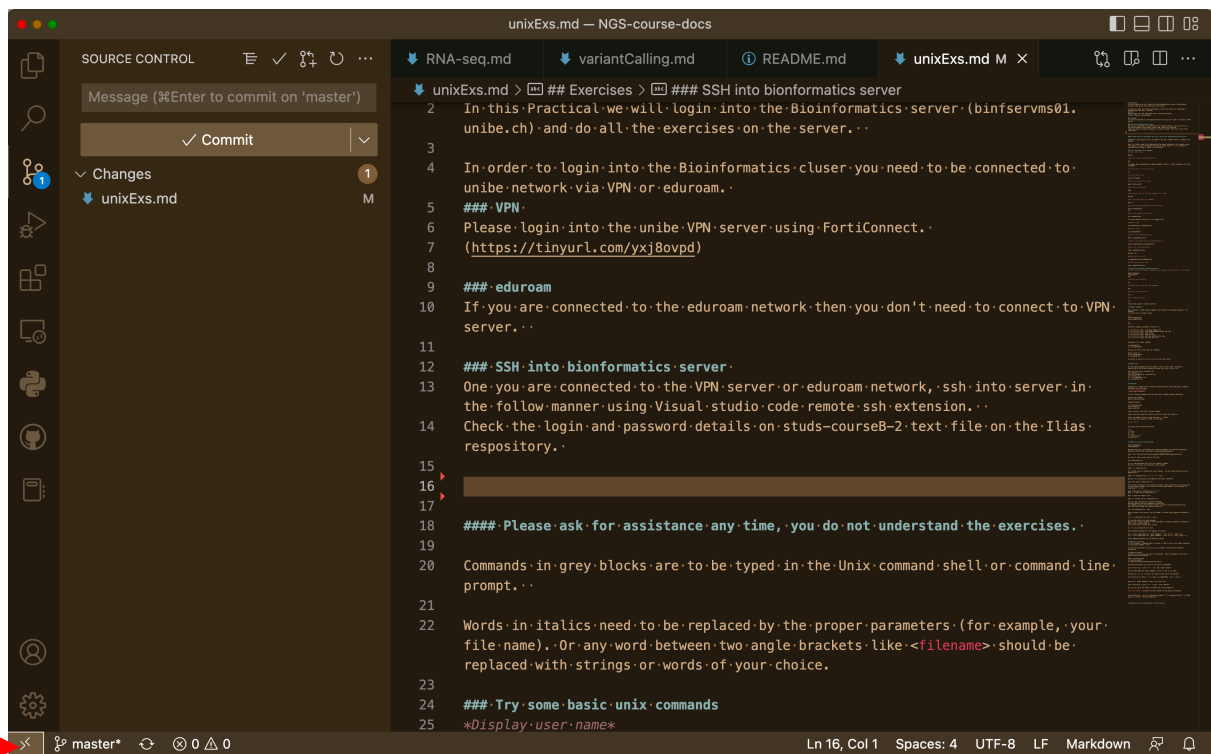 unixExs.md — NGS-course-docs
SOURCE CONTROL
RNA-seq.md
variantCalling.md
README.md
unixExs.md M
Message (⌘Enter to commit on 'master')
Commit
Changes
1
unixExs.md
M
1
unixExs.md > ## Exercises > ### SSH into bionformatics server
2 In·this·Practical·we·will·login·into·the·Bioinformatics·server·(binfservms01.
unibe.ch)·and·do·all·the·exercises·on·the·server.··
3
4 In·order·to·login·into·the·Bioinformatics·cluser·you·need·to·be·connected·to·
unibe·network·via·VPN·or·eduroam.·
5 ###·VPN·
6 Please·login·into·the·unibe·VPN·server·using·FortiConnect.·
7 (https://tinyurl.com/yxj8ovpd)
8
9 ###·eduroam
10 If·you·are·connected·to·the·eduroam·network·then·you·don't·need·to·connect·to·VPN·
server.··
11
12 ###·SSH·into·bionformatics·server·
13 One·you·are·connected·to·the·VPN·server·or·eduroam·network,·ssh·into·server·in·
the·follow·manner·using·Visual·studio·code·remote·ssh·extension.··
14 Check·the·login·and·password·details·on·studs-courseB-2·text·file·on·the·Ilias·
respository.·
15
16
17
18 ####·Please·ask·for·assistance·any·time,·you·do·not·understand·the·exercises.·
19
20 Commands·in·grey·blocks·are·to·be·typed·in·the·Unix·command·shell·or·command·line·
prompt.··
21
22 Words·in·italics·need·to·be·replaced·by·the·proper·parameters·(for·example,·your·
file·name).·Or·any·word·between·two·angle·brackets·like·<filename>·should·be·
replaced·with·strings·or·words·of·your·choice.
23
24 ###·Try·some·basic·unix·commands
25 *Display·user·name*
master* 0 0
Ln 16, Col 1 Spaces: 4 UTF-8 LF Markdown